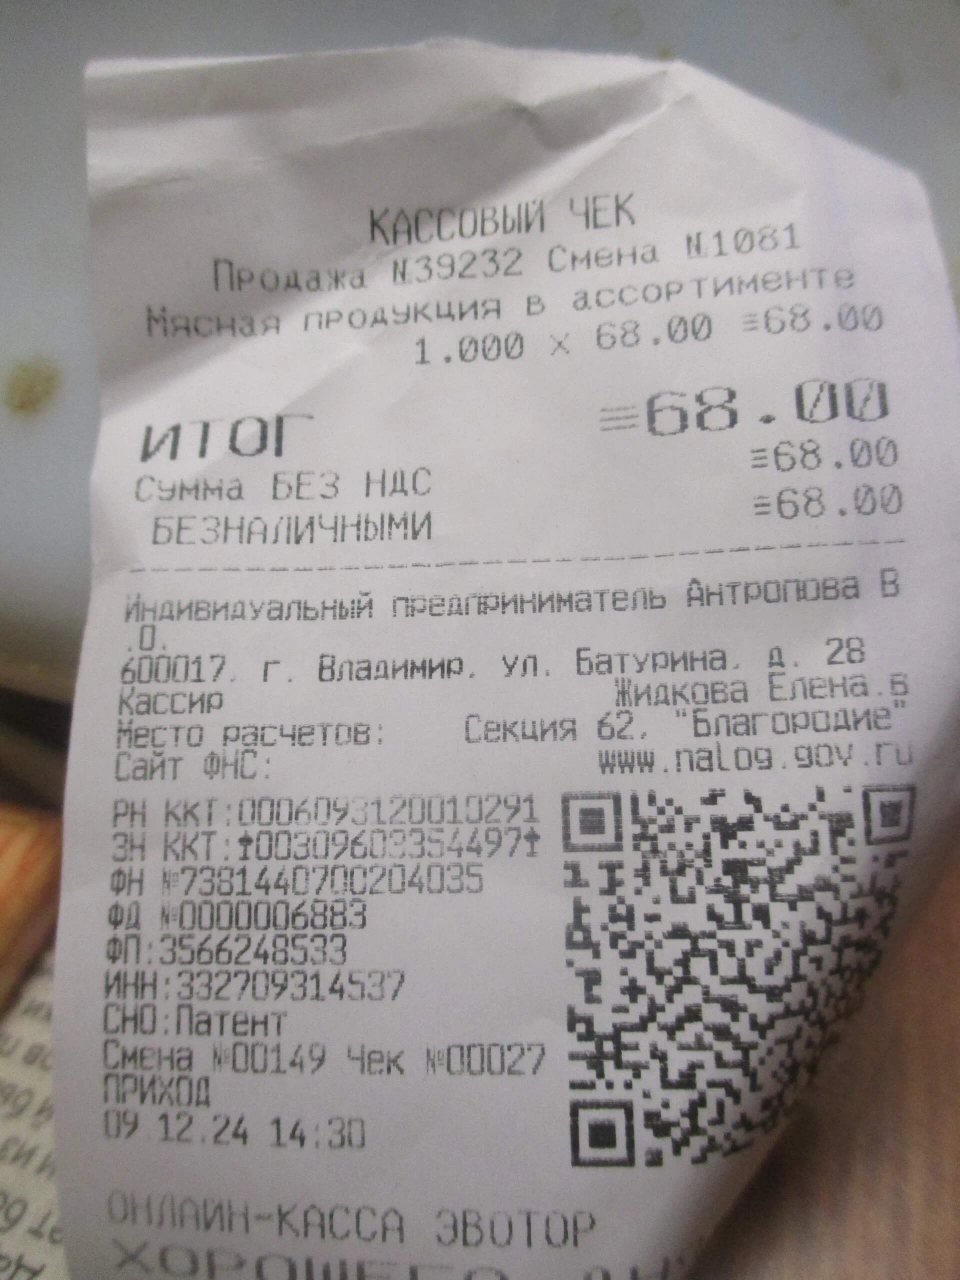 КАССОВЫЙ ЧЕК
Продажа №39232 Смена №1081
Мясная продукция в ассортименте
1.000 x 68.00 ≡68.00
ИТОГ ≡68.00
Сумма БЕЗ НДС ≡68.00
БЕЗНАЛИЧНЫМИ ≡68.00
Индивидуальный предприниматель Антропова В
.О.
600017, г. Владимир, ул. Батурина, д. 28
Кассир Жидкова Елена.в
Место расчетов: Секция 62, "Благородие"
Сайт ФНС: www.nalog.gov.ru
РН ККТ:0006093120010291
ЗН ККТ:☨00309603354497☨
ФН №7381440700204035
ФД №0000006883
ФП:3566248533
ИНН:332709314537
СНО:Патент
Смена №00149 Чек №00027
ПРИХОД
09.12.24 14:30
ОНЛАЙН-КАССА ЭВОТОР
ХОРОШЕГО